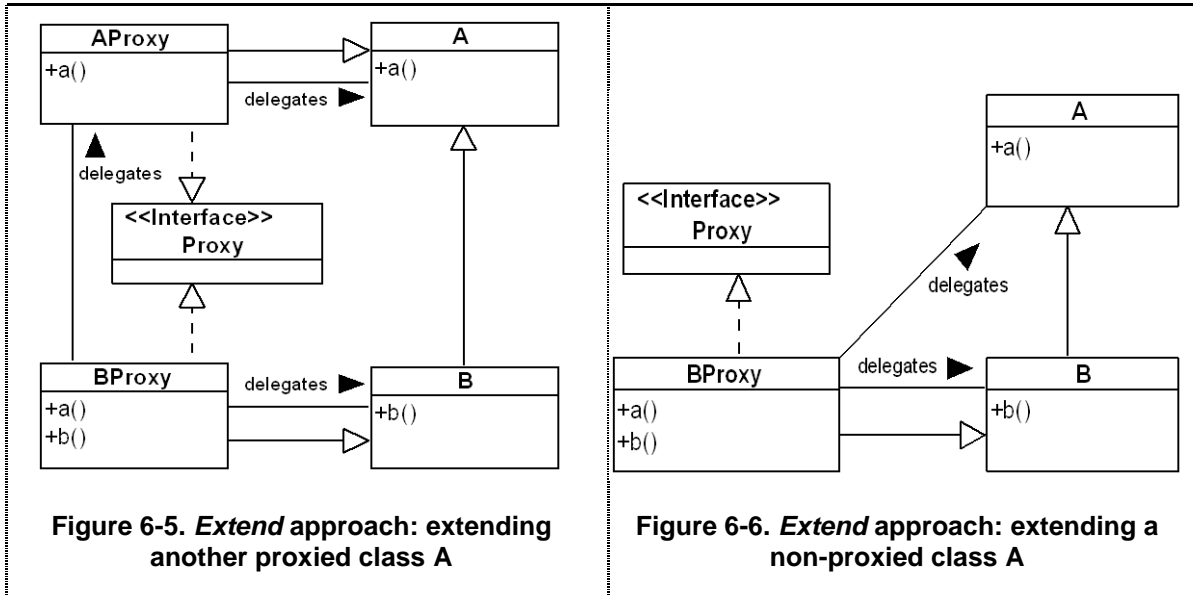 AProxy
+a()
A
+a()
delegates ►
▲
delegates
<<Interface>>
Proxy
BProxy
+a()
+b()
delegates ►
B
+b()
Figure 6-5. Extend approach: extending
another proxied class A
A
+a()
<<Interface>>
Proxy
delegates
BProxy
+a()
+b()
delegates ►
B
+b()
Figure 6-6. Extend approach: extending a
non-proxied class A